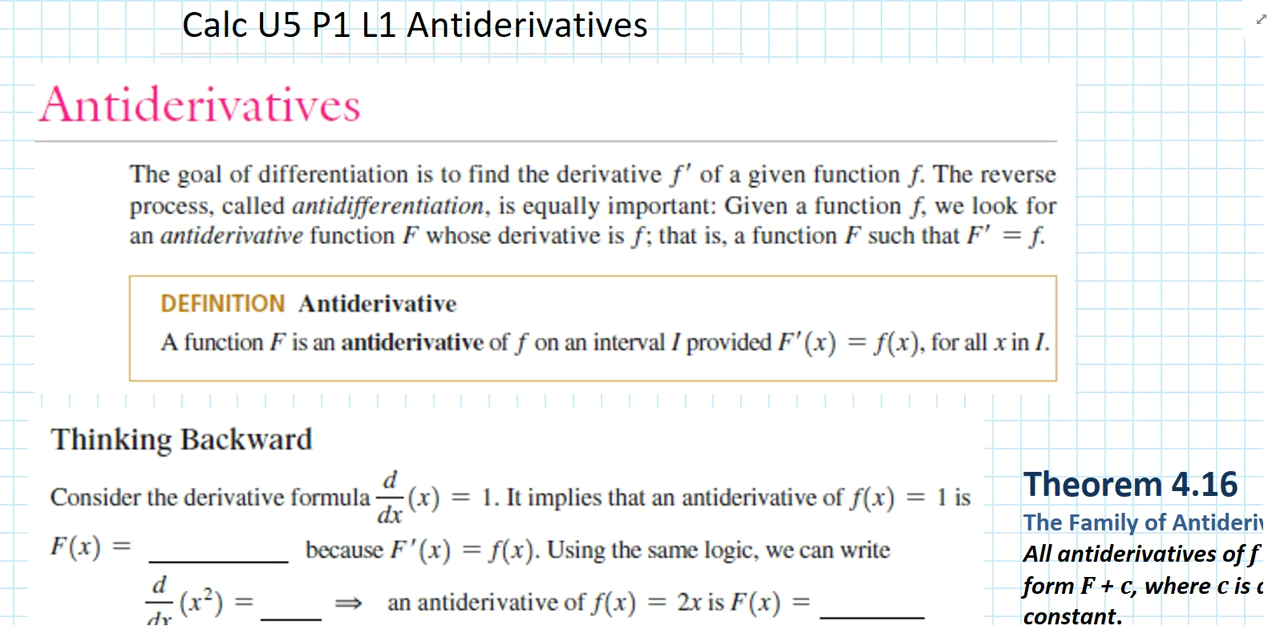 Calc U5 P1 L1 Antiderivatives
Antiderivatives
The goal of differentiation is to find the derivative f′ of a given function f. The reverse
process, called antidifferentiation, is equally important: Given a function f, we look for
an antiderivative function F whose derivative is f; that is, a function F such that F′ = f.
DEFINITION Antiderivative
A function F is an antiderivative of f on an interval I provided F′(x) = f(x), for all x in I.
Thinking Backward
Consider the derivative formula d/dx (x) = 1. It implies that an antiderivative of f(x) = 1 is
F(x) = ________ because F′(x) = f(x). Using the same logic, we can write
d/dx (x²) = ____ ⇒ an antiderivative of f(x) = 2x is F(x) = ______
Theorem 4.16
The Family of
All antiderivatives of f
form F + c, where c is
constant.